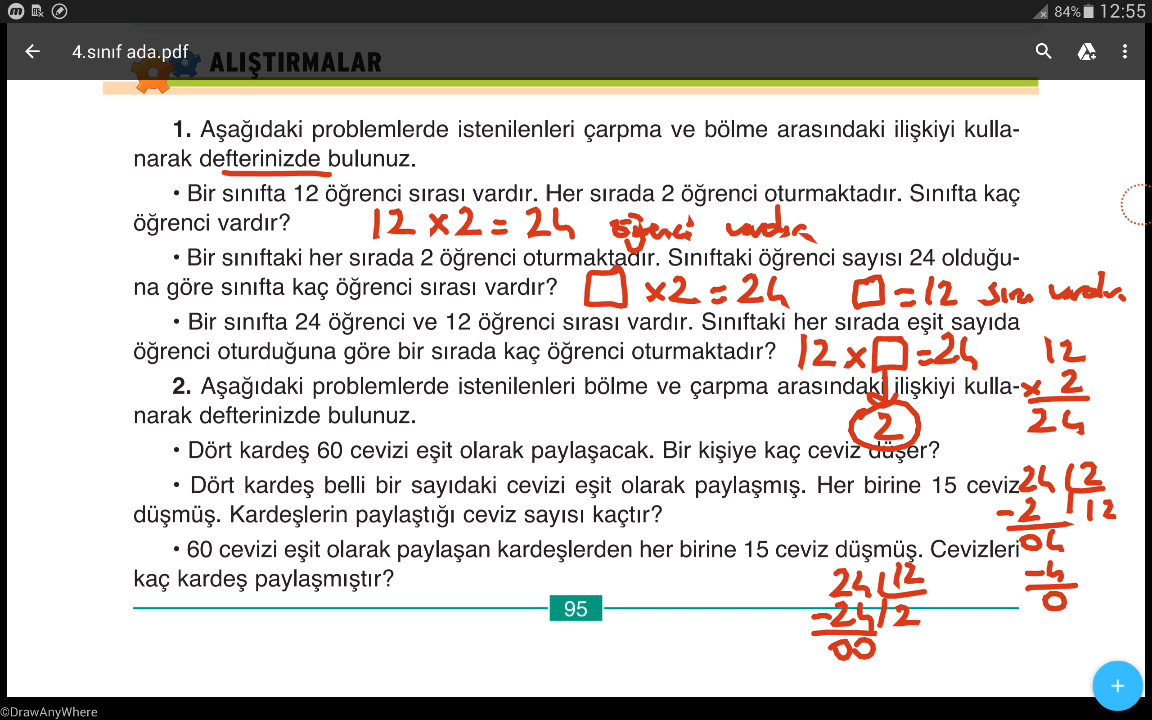 84% 12:55
4.sınıf ada.pdf
ALIŞTIRMALAR
1. Aşağıdaki problemlerde istenilenleri çarpma ve bölme arasındaki ilişkiyi kulla-
narak defterinizde bulunuz.
• Bir sınıfta 12 öğrenci sırası vardır. Her sırada 2 öğrenci oturmaktadır. Sınıfta kaç
öğrenci vardır? 12 x 2 = 24 öğrenci vardır
• Bir sınıftaki her sırada 2 öğrenci oturmaktadır. Sınıftaki öğrenci sayısı 24 olduğu-
na göre sınıfta kaç öğrenci sırası vardır? □ x 2 = 24 □ = 12 sıra vardır.
• Bir sınıfta 24 öğrenci ve 12 öğrenci sırası vardır. Sınıftaki her sırada eşit sayıda
öğrenci oturduğuna göre bir sırada kaç öğrenci oturmaktadır? 12 x □ = 24
2
12
x 2
24
2. Aşağıdaki problemlerde istenilenleri bölme ve çarpma arasındaki ilişkiyi kulla-
narak defterinizde bulunuz.
• Dört kardeş 60 cevizi eşit olarak paylaşacak. Bir kişiye kaç ceviz düşer?
• Dört kardeş belli bir sayıdaki cevizi eşit olarak paylaşmış. Her birine 15 ceviz
düşmüş. Kardeşlerin paylaştığı ceviz sayısı kaçtır?
• 60 cevizi eşit olarak paylaşan kardeşlerden her birine 15 ceviz düşmüş. Cevizleri
kaç kardeş paylaşmıştır?
24 2
-2 12
04
-4
0
24 12
-24 2
00
95
©DrawAnyWhere